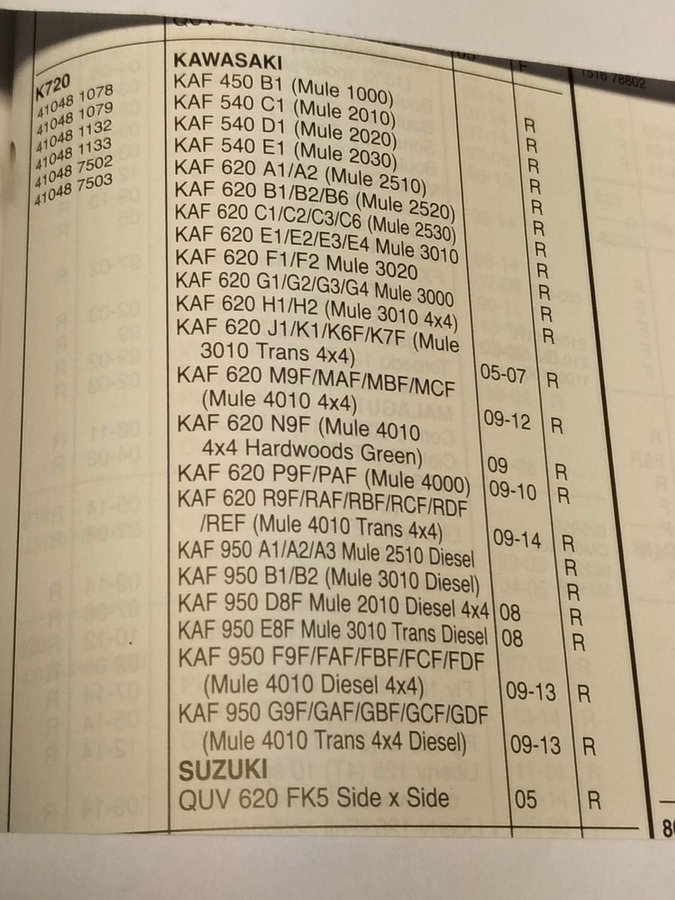 K720
41048 1078
41048 1079
41048 1132
41048 1133
41048 7502
41048 7503
KAWASAKI
KAF 450 B1 (Mule 1000) R
KAF 540 C1 (Mule 2010) R
KAF 540 D1 (Mule 2020) R
KAF 540 E1 (Mule 2030) R
KAF 620 A1/A2 (Mule 2510) R
KAF 620 B1/B2/B6 (Mule 2520) R
KAF 620 C1/C2/C3/C6 (Mule 2530) R
KAF 620 E1/E2/E3/E4 Mule 3010 R
KAF 620 F1/F2 Mule 3020 R
KAF 620 G1/G2/G3/G4 Mule 3000 R
KAF 620 H1/H2 (Mule 3010 4x4) R
KAF 620 J1/K1/K6F/K7F (Mule
3010 Trans 4x4) 05-07 R
KAF 620 M9F/MAF/MBF/MCF
(Mule 4010 4x4) 09-12 R
KAF 620 N9F (Mule 4010
4x4 Hardwoods Green) 09 R
KAF 620 P9F/PAF (Mule 4000) 09-10 R
KAF 620 R9F/RAF/RBF/RCF/RDF
/REF (Mule 4010 Trans 4x4) 09-14 R
KAF 950 A1/A2/A3 Mule 2510 Diesel R
KAF 950 B1/B2 (Mule 3010 Diesel) R
KAF 950 D8F Mule 2010 Diesel 4x4 08 R
KAF 950 E8F Mule 3010 Trans Diesel 08 R
KAF 950 F9F/FAF/FBF/FCF/FDF
(Mule 4010 Diesel 4x4) 09-13 R
KAF 950 G9F/GAF/GBF/GCF/GDF
(Mule 4010 Trans 4x4 Diesel) 09-13 R
SUZUKI
QUV 620 FK5 Side x Side 05 R
1516 78802